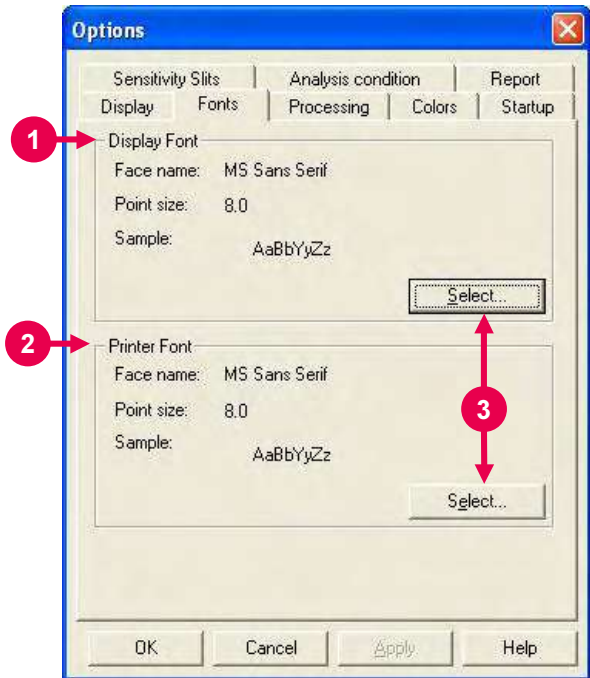 Options
Sensitivity Slits Analysis condition Report
Display Fonts Processing Colors Startup
1
Display Font
Face name: MS Sans Serif
Point size: 8.0
Sample:
AaBbYyZz
Select...
2
Printer Font
Face name: MS Sans Serif
Point size: 8.0
3
Sample:
AaBbYyZz
Select...
OK Cancel Apply Help